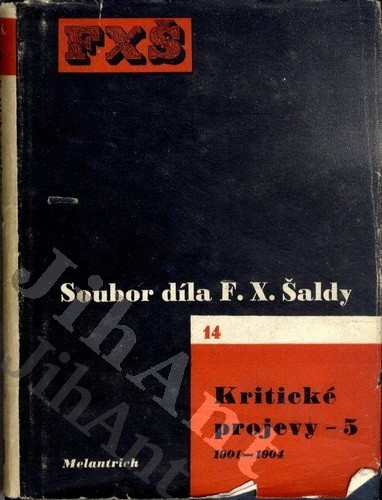 FXŠ
Soubor díla F. X. Šaldy
14
Kritické
projevy – 5
1901—1904
Melantrich
JihAnt
JihAnt